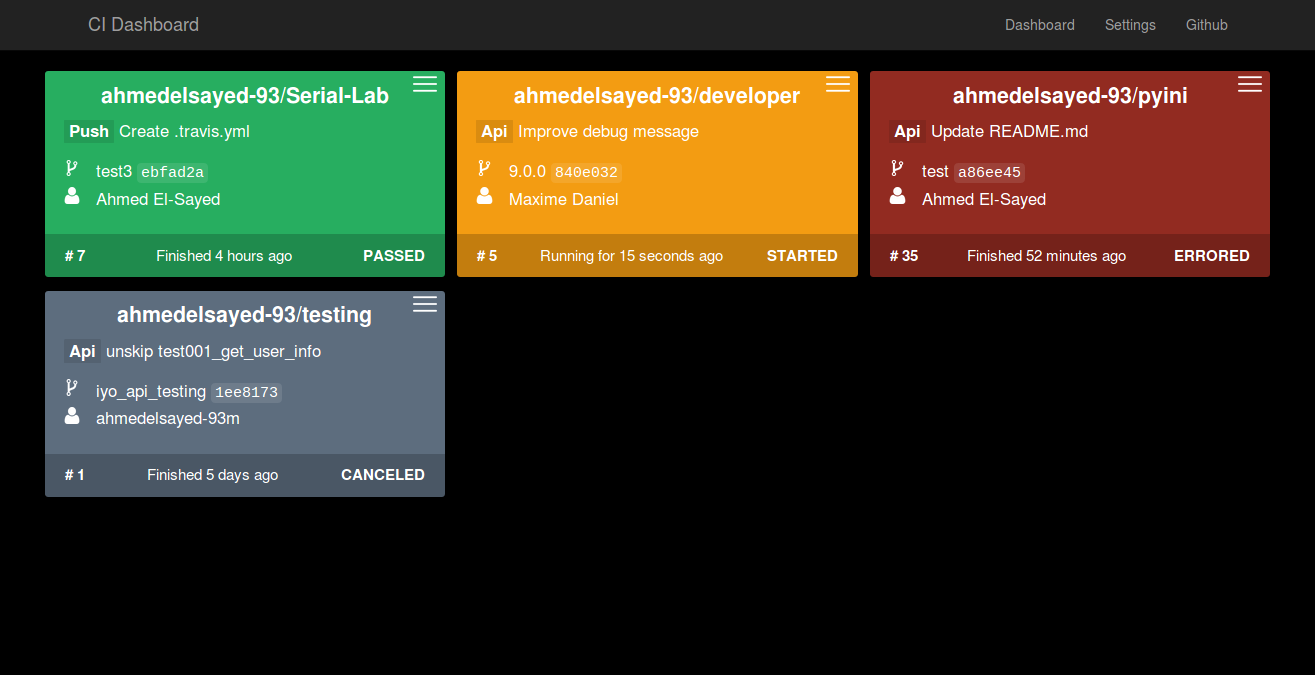 CI Dashboard
Dashboard Settings Github
ahmedelsayed-93/Serial-Lab
Push Create .travis.yml
test3 ebfad2a
Ahmed El-Sayed
# 7 Finished 4 hours ago PASSED
ahmedelsayed-93/developer
Api Improve debug message
9.0.0 840e032
Maxime Daniel
# 5 Running for 15 seconds ago STARTED
ahmedelsayed-93/pyini
Api Update README.md
test a86ee45
Ahmed El-Sayed
# 35 Finished 52 minutes ago ERRORED
ahmedelsayed-93/testing
Api unskip test001_get_user_info
iyo_api_testing 1ee8173
ahmedelsayed-93m
# 1 Finished 5 days ago CANCELED